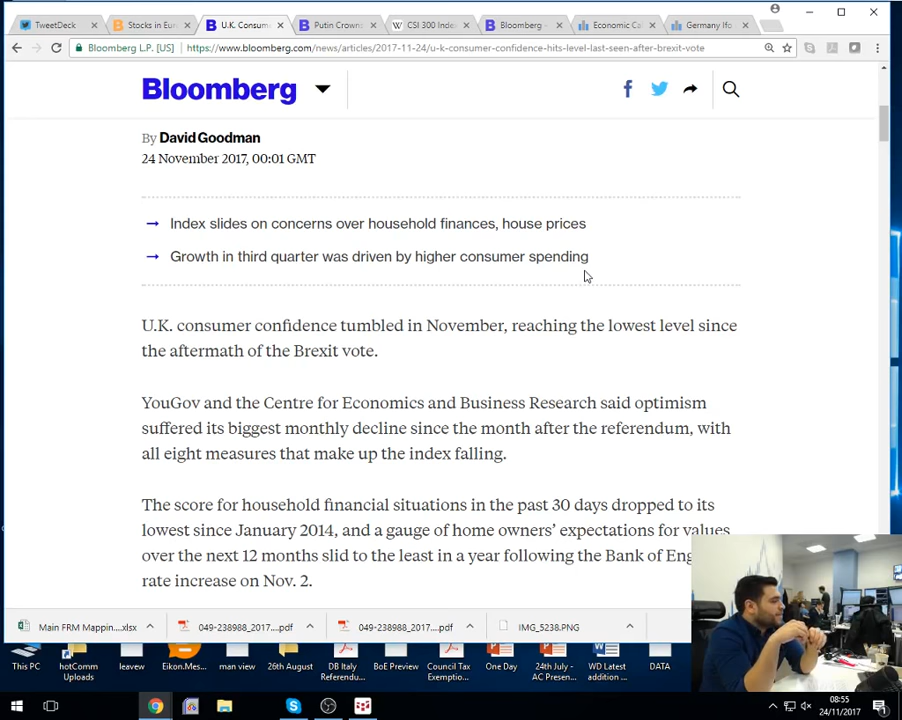 TweetDeck
Stocks in Eur
U.K. Consum
Putin Crowns
CSI 300 Inde
Bloomberg -
Economic Ca
Germany Ifo
Bloomberg L.P. [US]
https://www.bloomberg.com/news/articles/2017-11-24/u-k-consumer-confidence-hits-level-last-seen-after-brexit-vote
Bloomberg
By David Goodman
24 November 2017, 00:01 GMT
Index slides on concerns over household finances, house prices
Growth in third quarter was driven by higher consumer spending
U.K. consumer confidence tumbled in November, reaching the lowest level since
the aftermath of the Brexit vote.
YouGov and the Centre for Economics and Business Research said optimism
suffered its biggest monthly decline since the month after the referendum, with
all eight measures that make up the index falling.
The score for household financial situations in the past 30 days dropped to its
lowest since January 2014, and a gauge of home owners' expectations for values
over the next 12 months slid to the least in a year following the Bank of Eng
rate increase on Nov. 2.
Main FRM Mappin....xlsx
049-238988_2017....pdf
049-238988_2017....pdf
IMG_5238.PNG
This PC
hotComm
Uploads
Eikon.Mes...
leavew
man view
26th August
DB Italy
Referendu...
BoE Preview
Council Tax
Exemptio...
One Day
24th July -
AC Presen...
WD Latest
addition ...
DATA
08:55
24/11/2017